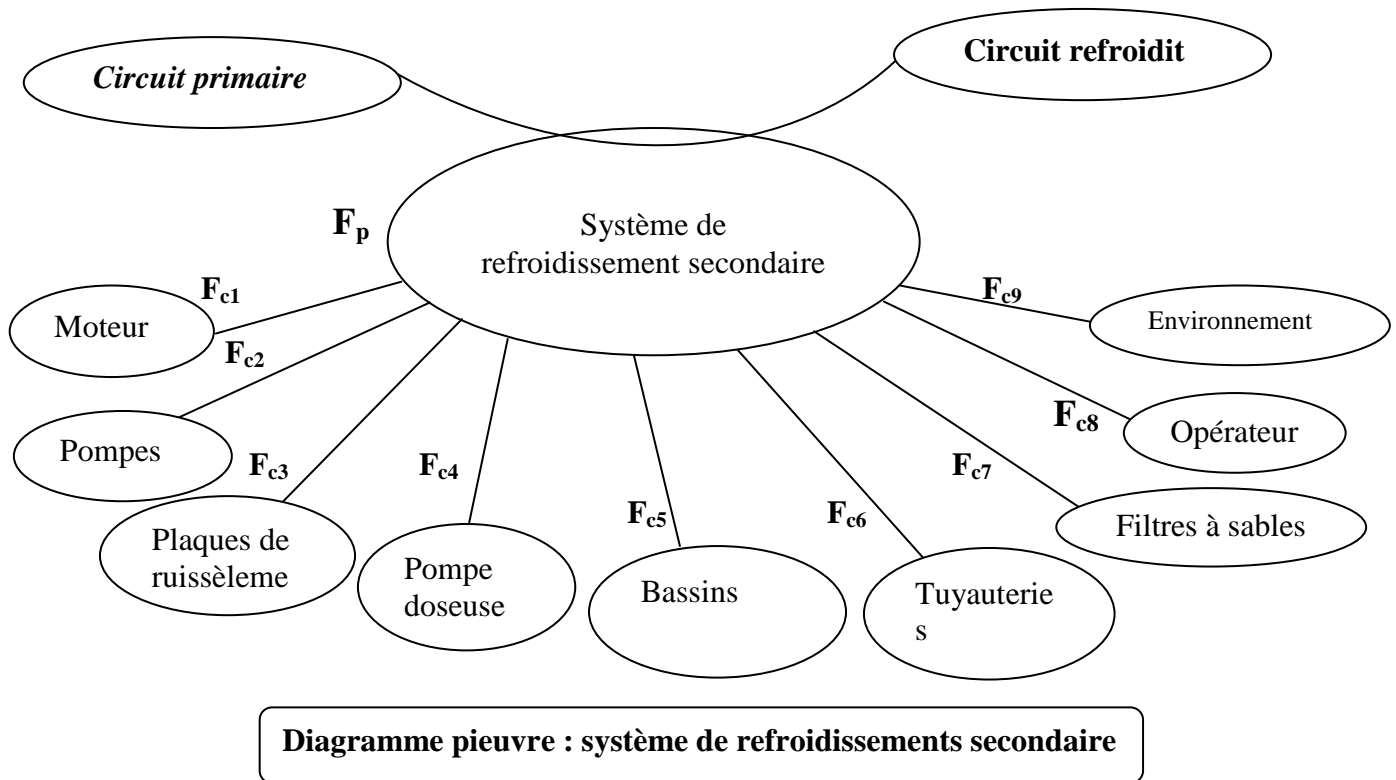 Circuit primaire
Circuit refroidit
Système de
refroidissement secondaire
Fp
Fc1
Moteur
Fc2
Pompes
Fc3
Plaques de
ruissèleme
Fc4
Pompe
doseuse
Fc5
Bassins
Fc6
Tuyauterie
s
Fc7
Filtres à sables
Fc8
Opérateur
Fc9
Environnement
Diagramme pieuvre : système de refroidissements secondaire